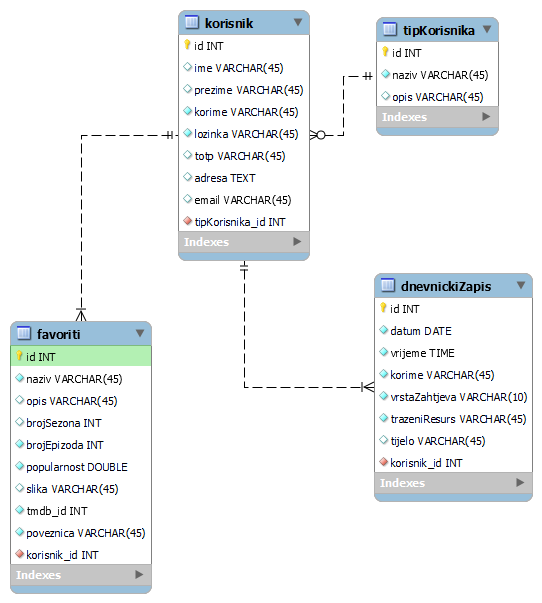 korisnik
id INT
ime VARCHAR(45)
prezime VARCHAR(45)
korime VARCHAR(45)
lozinka VARCHAR(45)
totp VARCHAR(45)
adresa TEXT
email VARCHAR(45)
tipKorisnika_id INT
Indexes
tipKorisnika
id INT
naziv VARCHAR(45)
opis VARCHAR(45)
Indexes
favoriti
id INT
naziv VARCHAR(45)
opis VARCHAR(45)
brojSezona INT
brojEpizoda INT
popularnost DOUBLE
slika VARCHAR(45)
tmdb_id INT
poveznica VARCHAR(45)
korisnik_id INT
Indexes
dnevnickiZapis
id INT
datum DATE
vrijeme TIME
korime VARCHAR(45)
vrstaZahtjeva VARCHAR(10)
trazeniResurs VARCHAR(45)
tijelo VARCHAR(45)
korisnik_id INT
Indexes